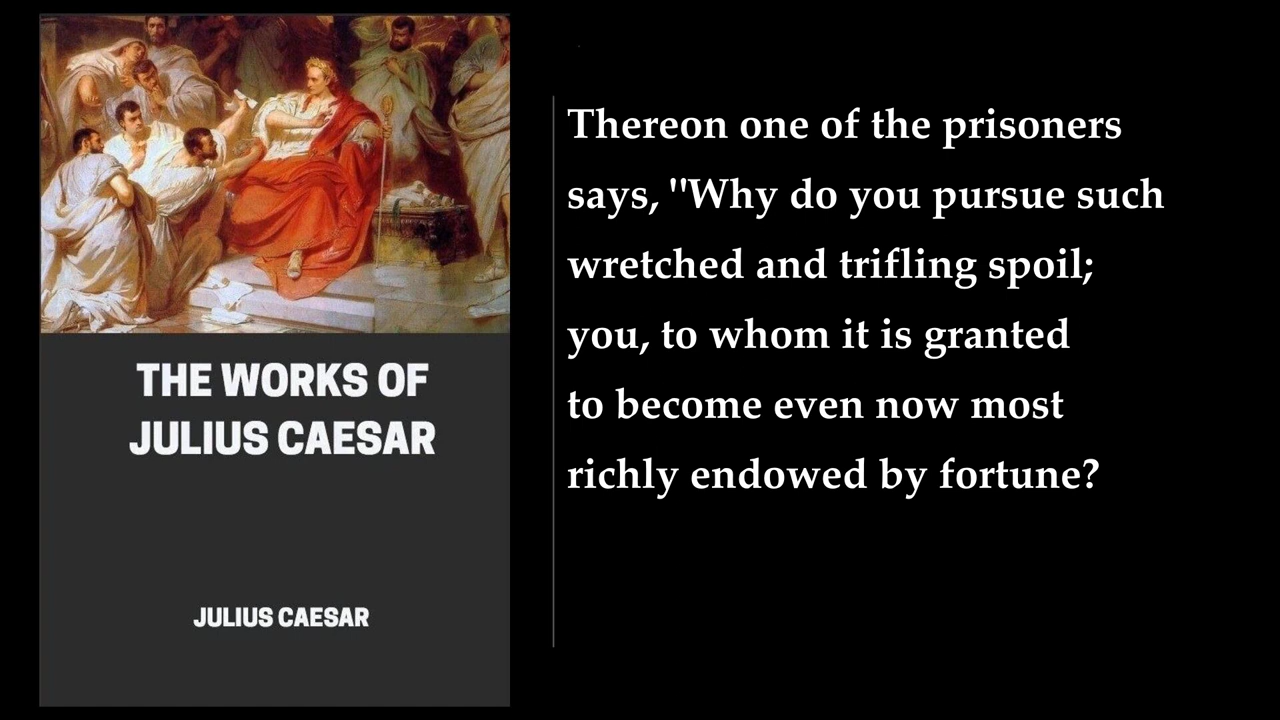 THE WORKS OF
JULIUS CAESAR
JULIUS CAESAR
Thereon one of the prisoners
says, "Why do you pursue such
wretched and trifling spoil;
you, to whom it is granted
to become even now most
richly endowed by fortune?